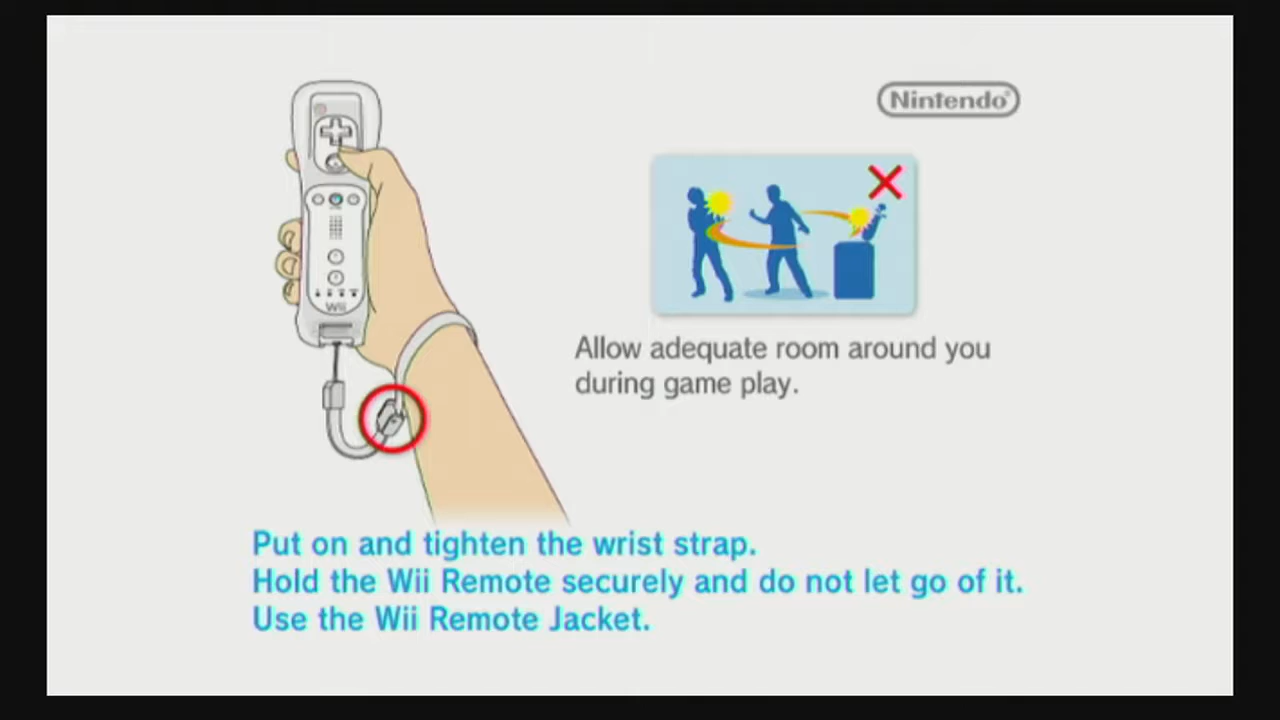 Nintendo®
Wii
Allow adequate room around you
during game play.
Put on and tighten the wrist strap.
Hold the Wii Remote securely and do not let go of it.
Use the Wii Remote Jacket.